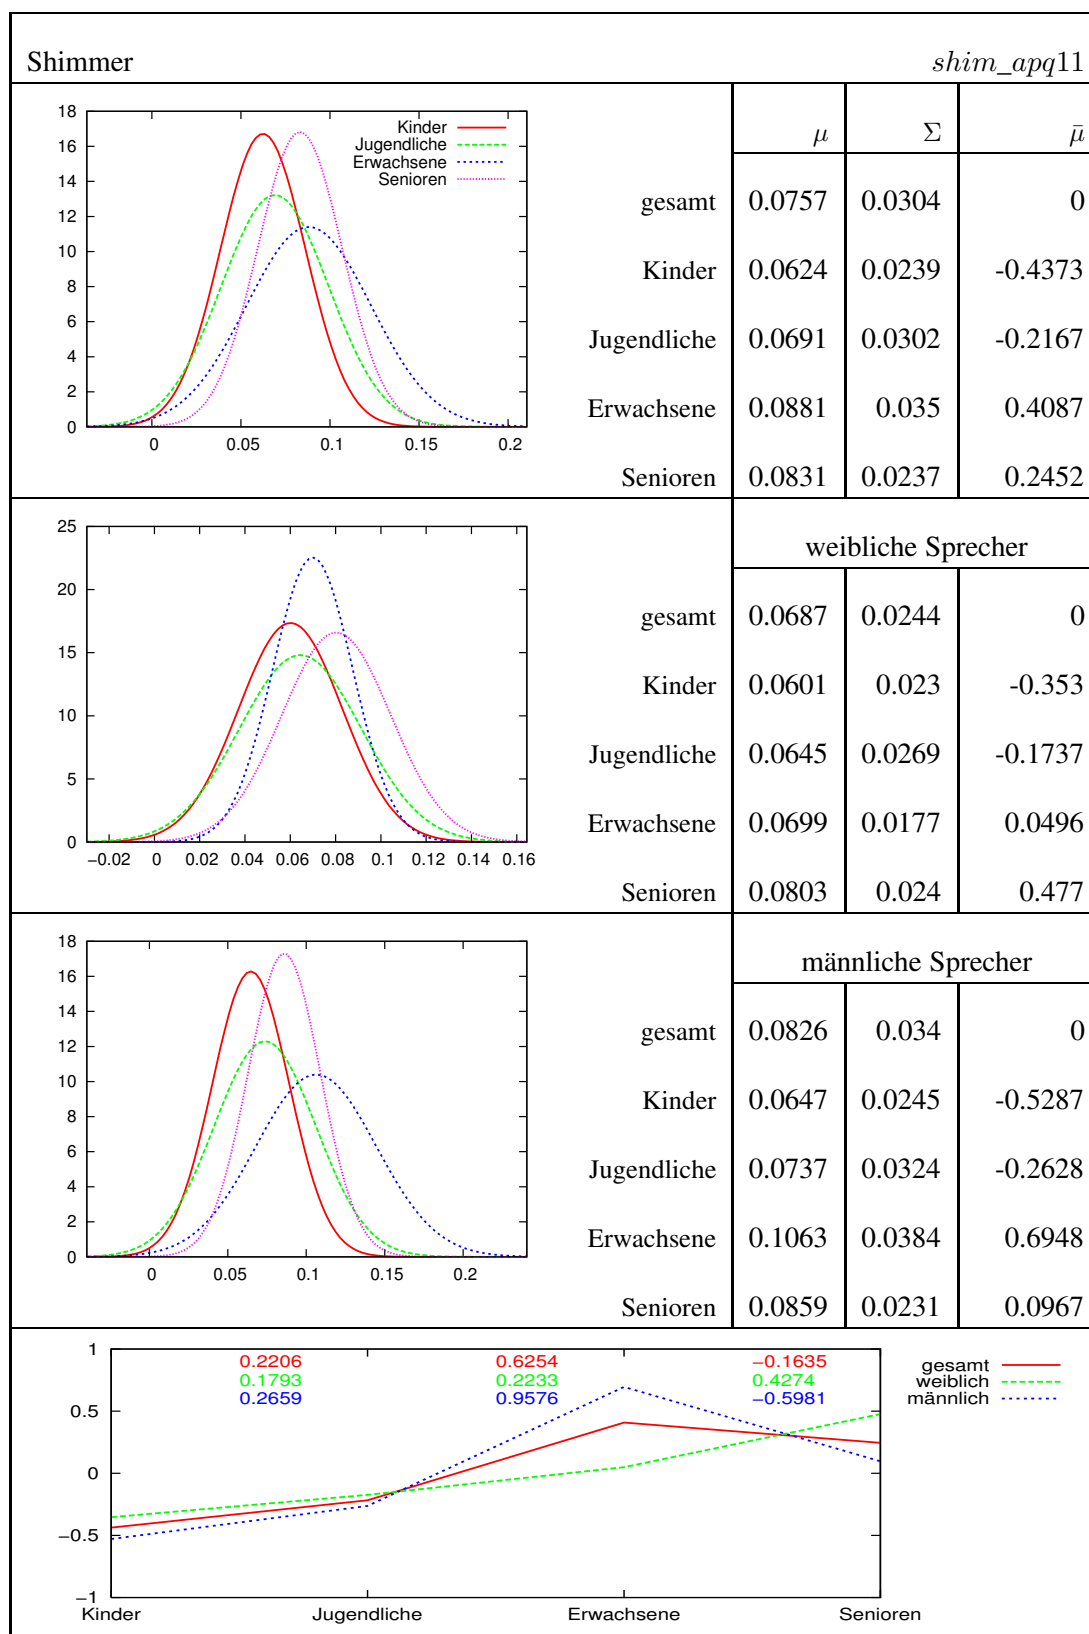 Shimmer shim_apq11
18
16
14
12
10
8
6
4
2
0
0 0.05 0.1 0.15 0.2
Kinder
Jugendliche
Erwachsene
Senioren
μ Σ μ̄
gesamt 0.0757 0.0304 0
Kinder 0.0624 0.0239 -0.4373
Jugendliche 0.0691 0.0302 -0.2167
Erwachsene 0.0881 0.035 0.4087
Senioren 0.0831 0.0237 0.2452
25
20
15
10
5
0
−0.02 0 0.02 0.04 0.06 0.08 0.1 0.12 0.14 0.16
weibliche Sprecher
gesamt 0.0687 0.0244 0
Kinder 0.0601 0.023 -0.353
Jugendliche 0.0645 0.0269 -0.1737
Erwachsene 0.0699 0.0177 0.0496
Senioren 0.0803 0.024 0.477
18
16
14
12
10
8
6
4
2
0
0 0.05 0.1 0.15 0.2
männliche Sprecher
gesamt 0.0826 0.034 0
Kinder 0.0647 0.0245 -0.5287
Jugendliche 0.0737 0.0324 -0.2628
Erwachsene 0.1063 0.0384 0.6948
Senioren 0.0859 0.0231 0.0967
1
0.5
0
−0.5
−1
0.2206 0.6254 −0.1635
0.1793 0.2233 0.4274
0.2659 0.9576 −0.5981
gesamt
weiblich
männlich
Kinder Jugendliche Erwachsene Senioren